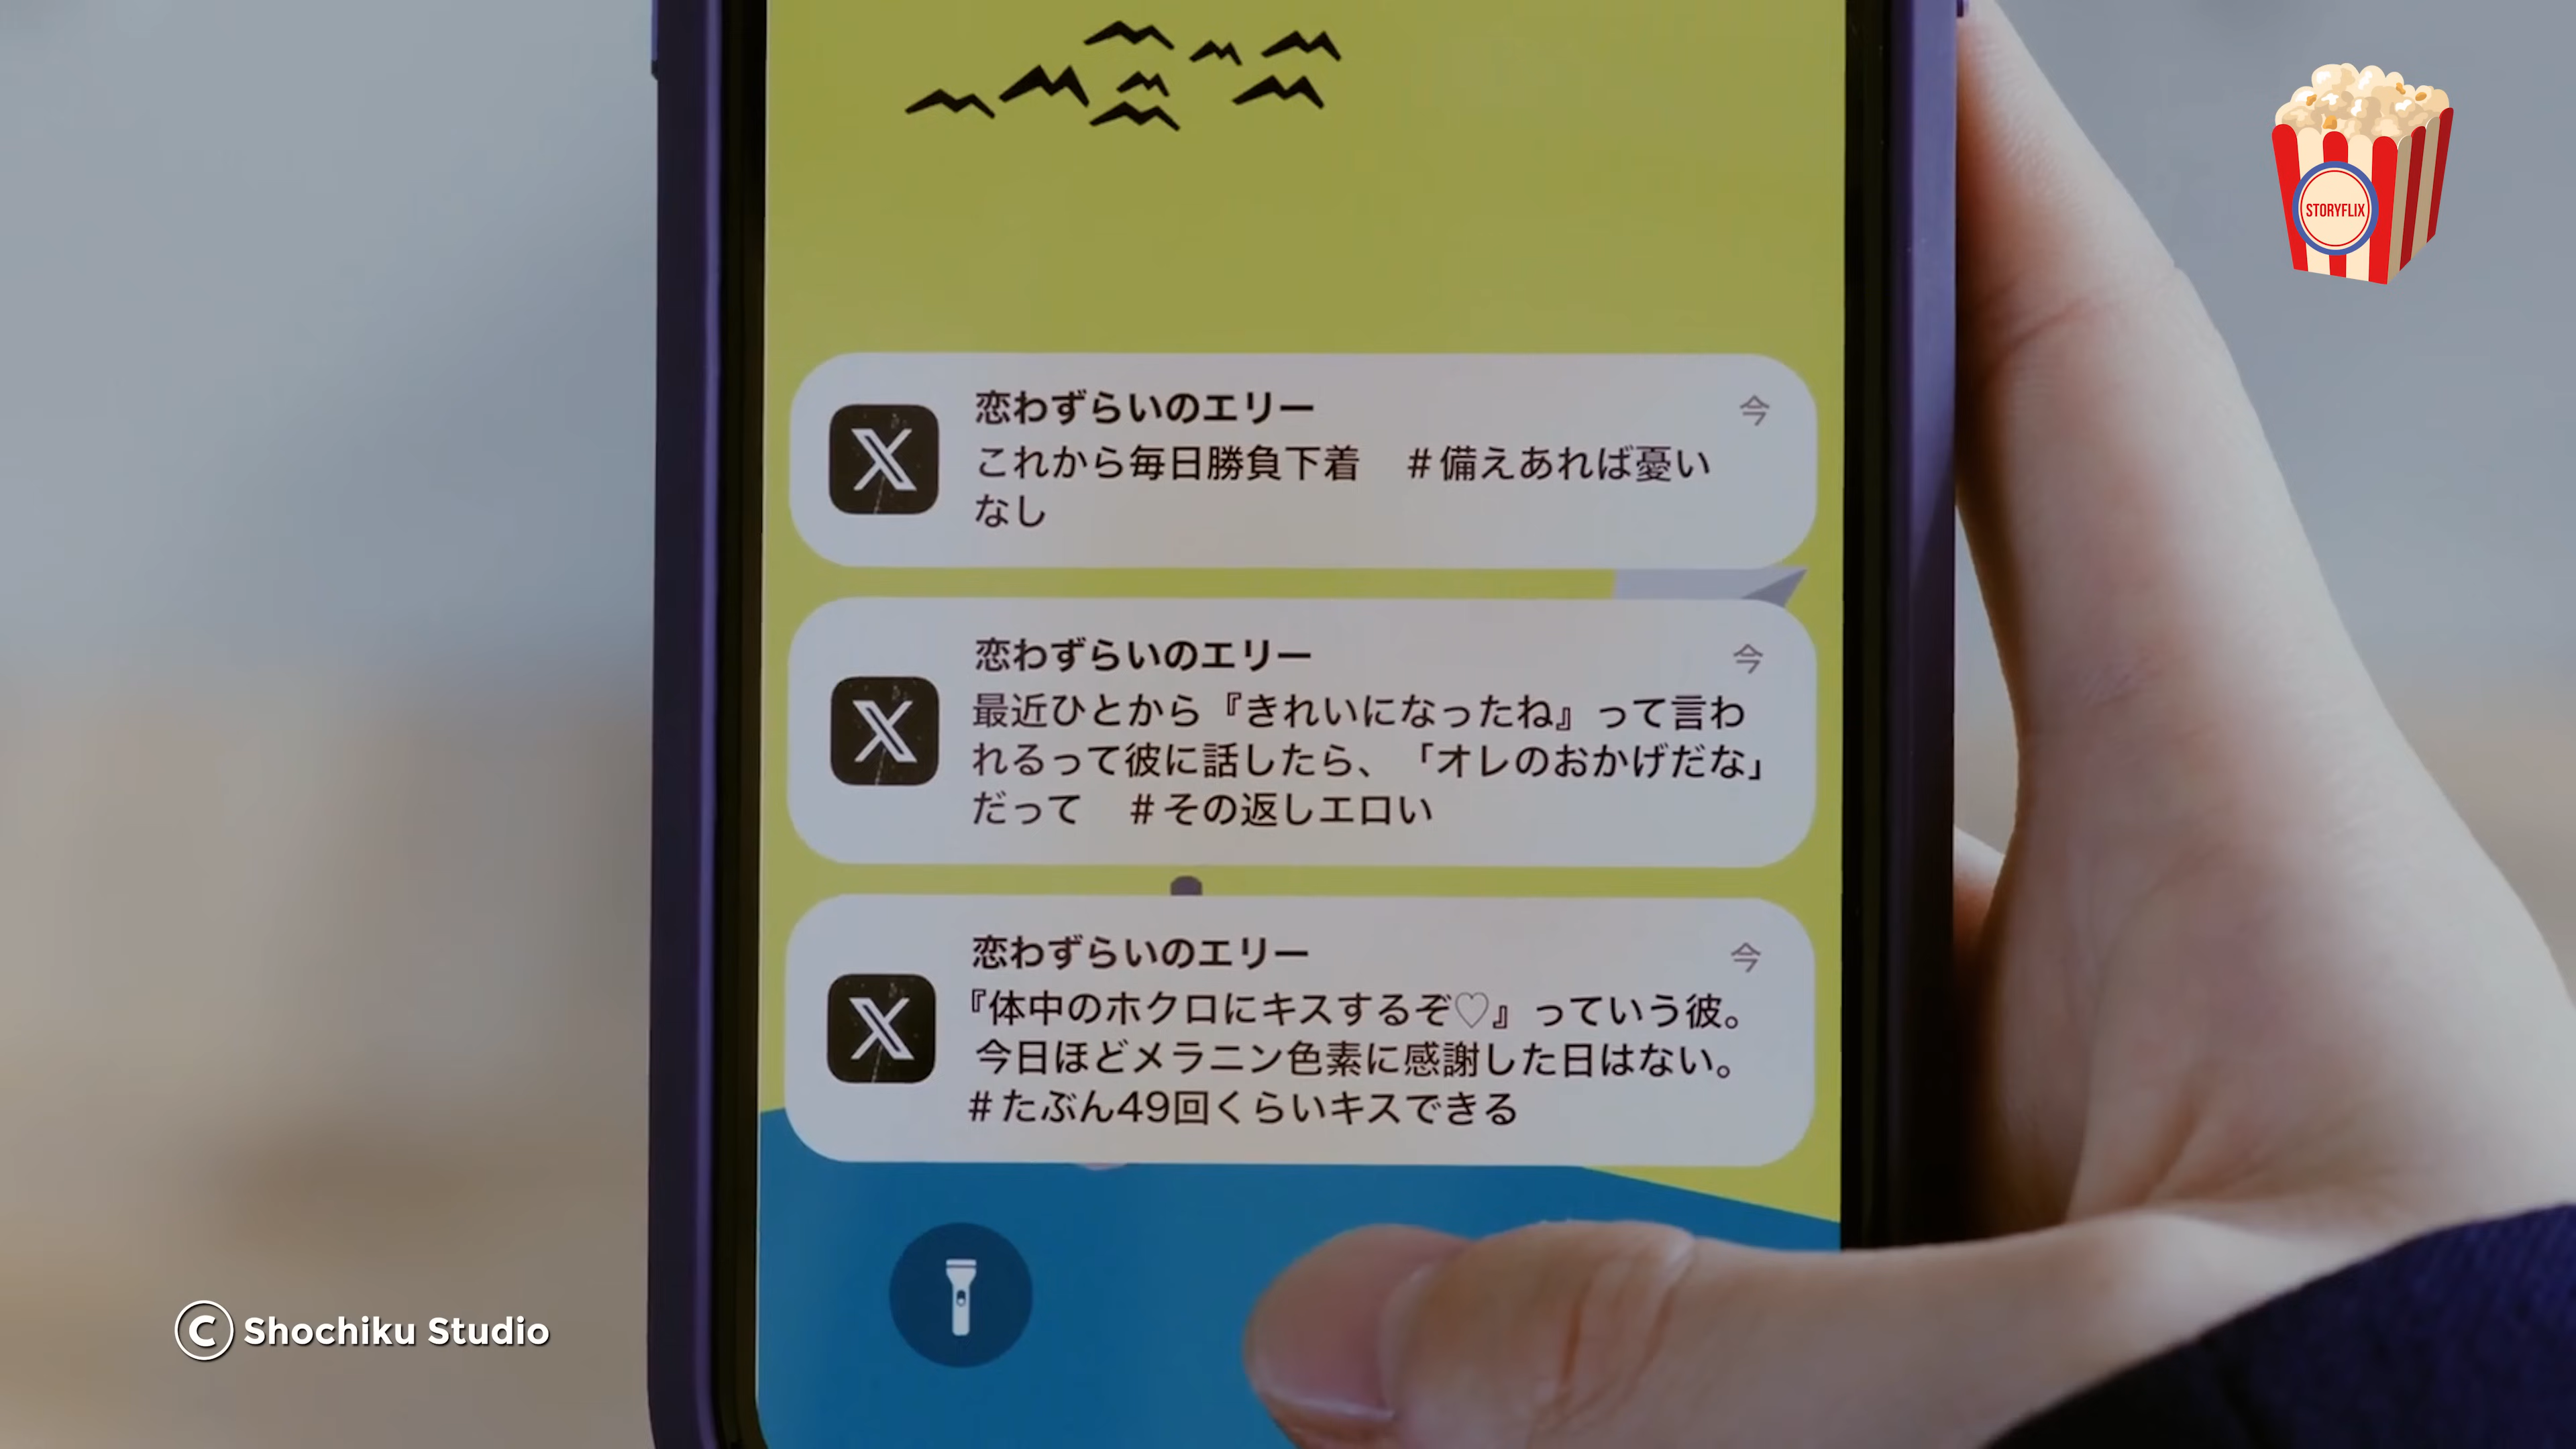 STORYFLIX
恋わずらいのエリー 今
これから毎日勝負下着　#備えあれば憂い
なし
恋わずらいのエリー 今
最近ひとから『きれいになったね』って言わ
れるって彼に話したら、「オレのおかげだな」
だって　#その返しエロい
恋わずらいのエリー 今
『体中のホクロにキスするぞ♡』っていう彼。
今日ほどメラニン色素に感謝した日はない。
#たぶん49回くらいキスできる
Ⓒ Shochiku Studio